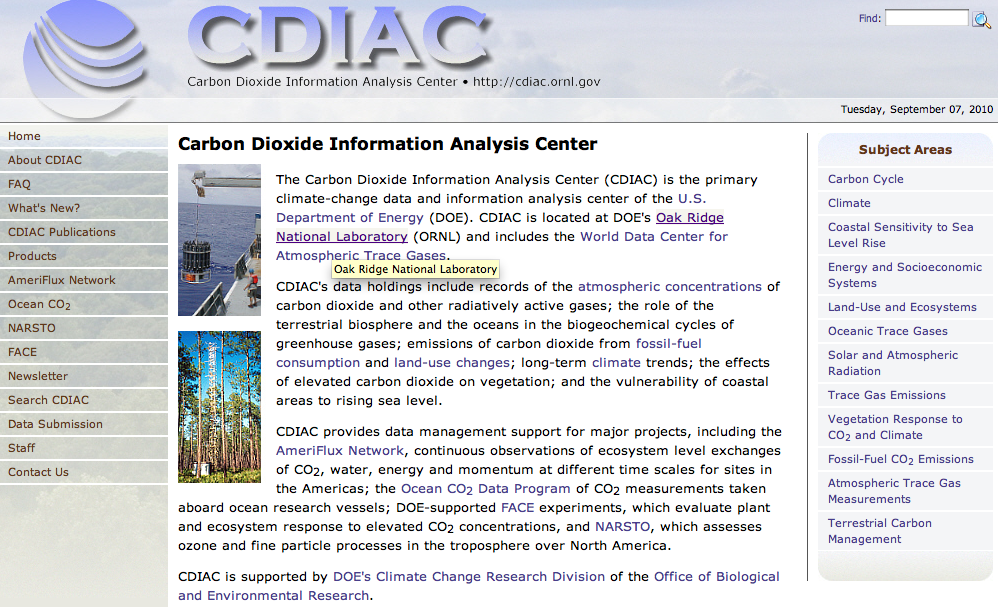 CDIAC
Carbon Dioxide Information Analysis Center • http://cdiac.ornl.gov
Find:
Tuesday, September 07, 2010
Home
About CDIAC
FAQ
What's New?
CDIAC Publications
Products
AmeriFlux Network
Ocean CO2
NARSTO
FACE
Newsletter
Search CDIAC
Data Submission
Staff
Contact Us
Carbon Dioxide Information Analysis Center
The Carbon Dioxide Information Analysis Center (CDIAC) is the primary
climate-change data and information analysis center of the U.S.
Department of Energy (DOE). CDIAC is located at DOE's Oak Ridge
National Laboratory (ORNL) and includes the World Data Center for
Atmospheric Trace Gases.
Oak Ridge National Laboratory
CDIAC's data holdings include records of the atmospheric concentrations of
carbon dioxide and other radiatively active gases; the role of the
terrestrial biosphere and the oceans in the biogeochemical cycles of
greenhouse gases; emissions of carbon dioxide from fossil-fuel
consumption and land-use changes; long-term climate trends; the effects
of elevated carbon dioxide on vegetation; and the vulnerability of coastal
areas to rising sea level.
CDIAC provides data management support for major projects, including the
AmeriFlux Network, continuous observations of ecosystem level exchanges
of CO2, water, energy and momentum at different time scales for sites in
the Americas; the Ocean CO2 Data Program of CO2 measurements taken
aboard ocean research vessels; DOE-supported FACE experiments, which evaluate plant
and ecosystem response to elevated CO2 concentrations, and NARSTO, which assesses
ozone and fine particle processes in the troposphere over North America.
CDIAC is supported by DOE's Climate Change Research Division of the Office of Biological
and Environmental Research.
Subject Areas
Carbon Cycle
Climate
Coastal Sensitivity to Sea
Level Rise
Energy and Socioeconomic
Systems
Land-Use and Ecosystems
Oceanic Trace Gases
Solar and Atmospheric
Radiation
Trace Gas Emissions
Vegetation Response to
CO2 and Climate
Fossil-Fuel CO2 Emissions
Atmospheric Trace Gas
Measurements
Terrestrial Carbon
Management